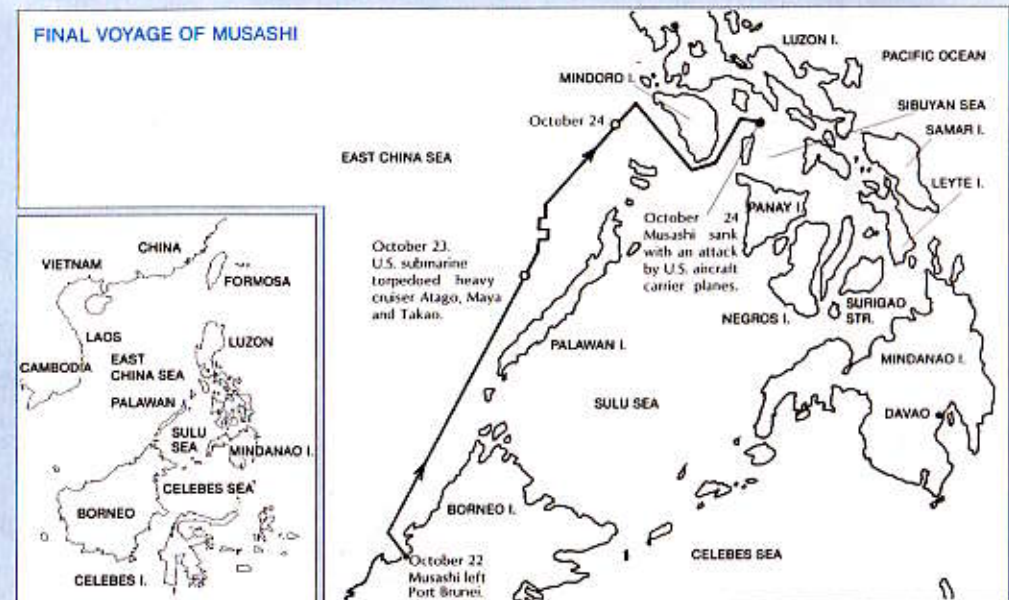 FINAL VOYAGE OF MUSASHI
LUZON I.
PACIFIC OCEAN
MINDORO I.
SIBUYAN SEA
October 24
SAMAR I.
EAST CHINA SEA
LEYTE I.
PANAY I.
October 24
Musashi sank
with an attack
by U.S. aircraft
carrier planes.
October 23.
U.S. submarine
torpedoed heavy
cruiser Atago, Maya
and Takao.
NEGROS I.
SURIGAO
STR.
PALAWAN I.
MINDANAO I.
SULU SEA
DAVAO
BORNEO I.
CELEBES SEA
October 22
Musashi left
Port Brunei.
CHINA
VIETNAM
FORMOSA
LAOS
LUZON
EAST
CHINA SEA
CAMBODIA
PALAWAN
SULU
SEA
MINDANAO I.
CELEBES SEA
BORNEO
CELEBES I.